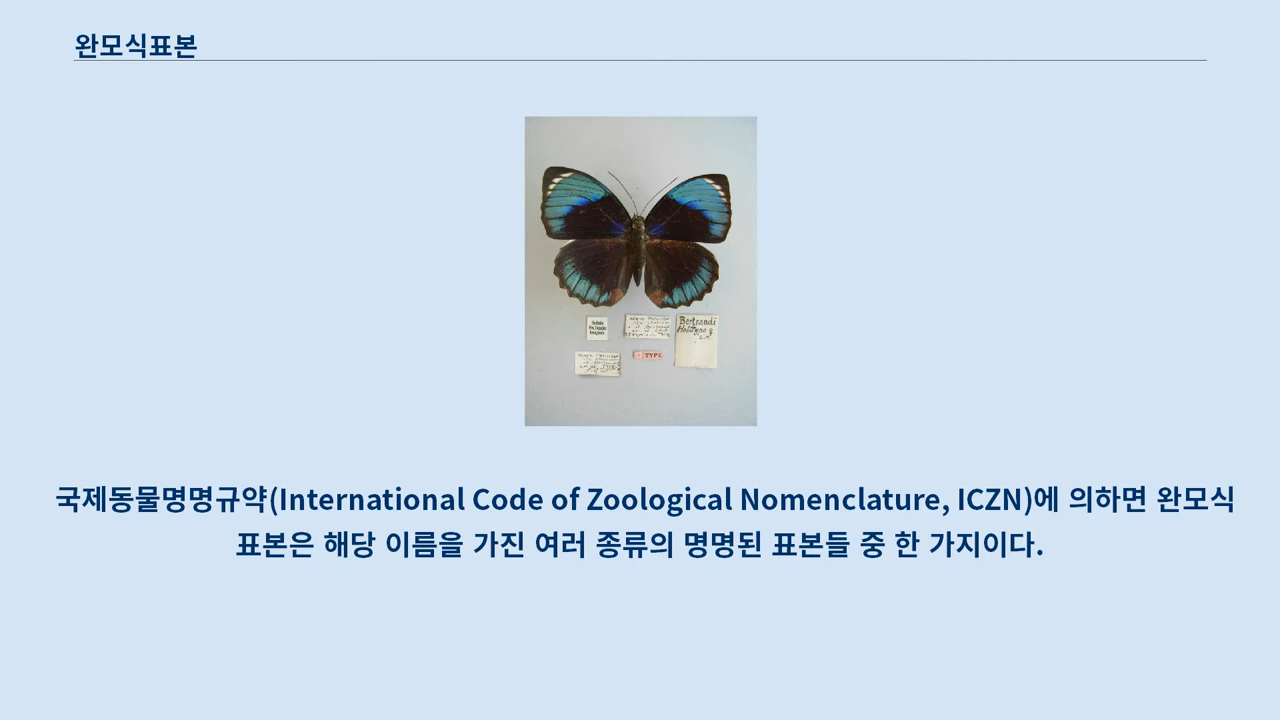 완모식표본
Bertrandi
Holotype
TYPE
국제동물명명규약(International Code of Zoological Nomenclature, ICZN)에 의하면 완모식
표본은 해당 이름을 가진 여러 종류의 명명된 표본들 중 한 가지이다.